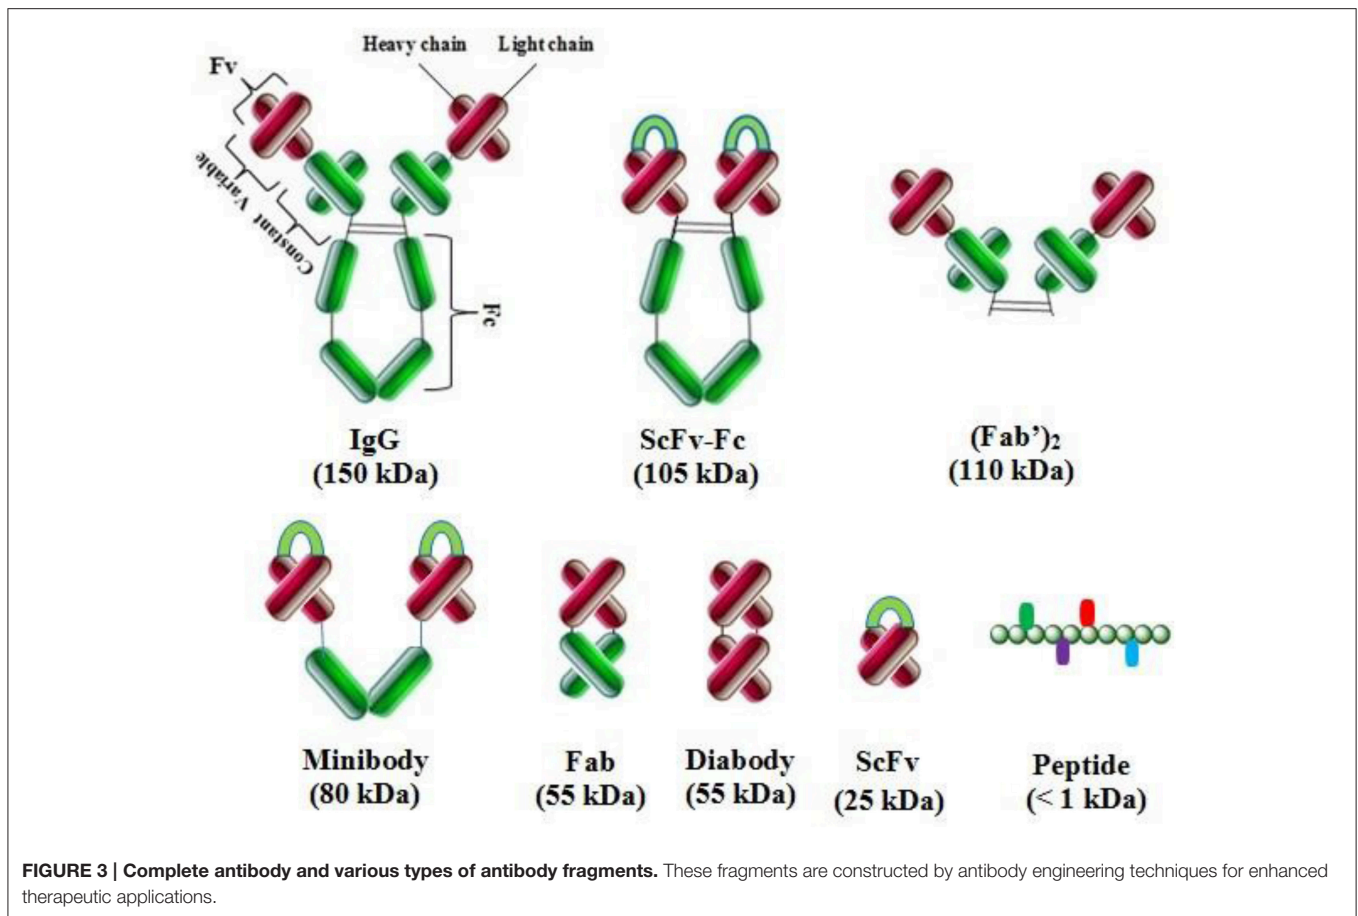 Heavy chain Light chain
Fv
Variable
Constant
Fc
IgG
(150 kDa)
ScFv-Fc
(105 kDa)
(Fab’)₂
(110 kDa)
Minibody
(80 kDa)
Fab
(55 kDa)
Diabody
(55 kDa)
ScFv
(25 kDa)
Peptide
(< 1 kDa)
FIGURE 3 | Complete antibody and various types of antibody fragments. These fragments are constructed by antibody engineering techniques for enhanced
therapeutic applications.